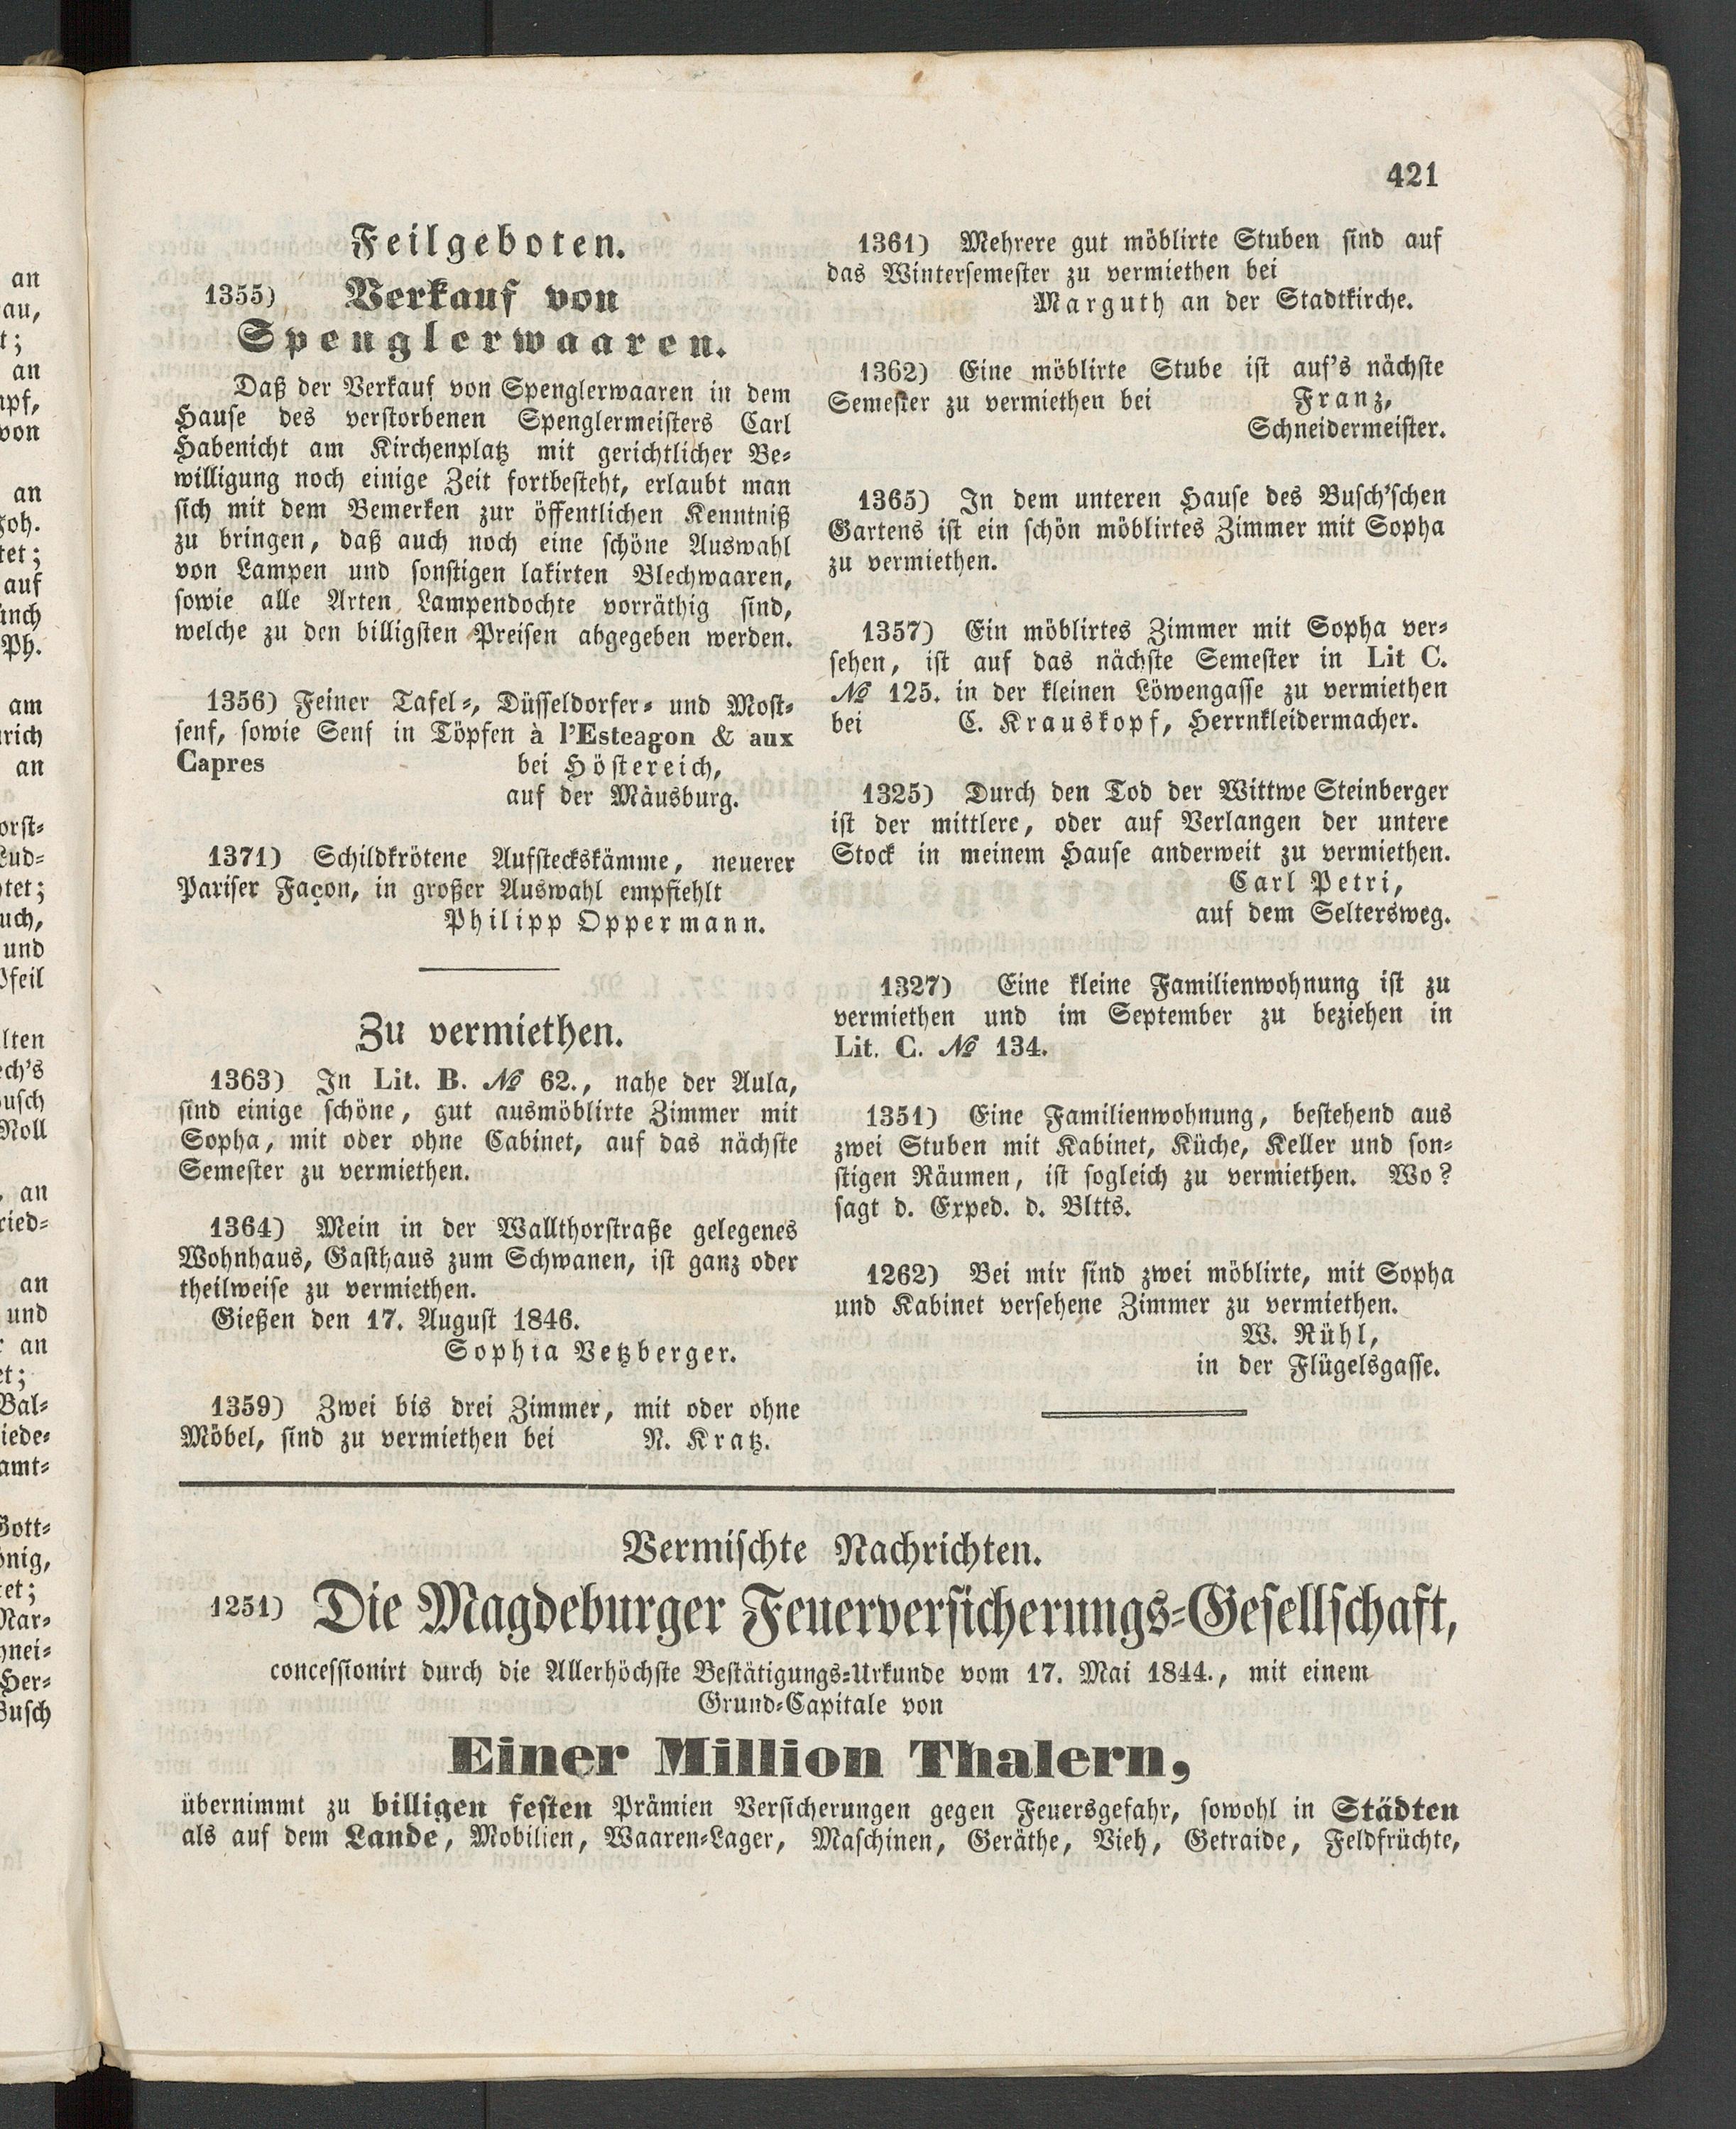 421
Feilgeboten.
1355) Verkauf von
Spenglerwaaren.
Daß der Verkauf von Spenglerwaaren in dem
Hause des verstorbenen Spenglermeisters Carl
Habenicht am Kirchenplatz mit gerichtlicher Be-
willigung noch einige Zeit fortbesteht, erlaubt man
sich mit dem Bemerken zur öffentlichen Kenntniß
zu bringen, daß auch noch eine schöne Auswahl
von Lampen und sonstigen lakirten Blechwaaren,
sowie alle Arten Lampendochte vorräthig sind,
welche zu den billigsten Preisen abgegeben werden.
1356) Feiner Tafel-, Düsseldorfer- und Most-
senf, sowie Senf in Töpfen à l'Esteagon & aux
Capres bei Höstereich,
auf der Mäusburg.
1371) Schildkrötene Aufsteckskämme, neuerer
Pariser Façon, in großer Auswahl empfiehlt
Philipp Oppermann.
Zu vermiethen.
1363) In Lit. B. № 62., nahe der Aula,
sind einige schöne, gut ausmöblirte Zimmer mit
Sopha, mit oder ohne Cabinet, auf das nächste
Semester zu vermiethen.
1364) Mein in der Wallthorstraße gelegenes
Wohnhaus, Gasthaus zum Schwanen, ist ganz oder
theilweise zu vermiethen.
Gießen den 17. August 1846.
Sophia Vetzberger.
1359) Zwei bis drei Zimmer, mit oder ohne
Möbel, sind zu vermiethen bei N. Kratz.
1361) Mehrere gut möblirte Stuben sind auf
das Wintersemester zu vermiethen bei
Marguth an der Stadtkirche.
1362) Eine möblirte Stube ist auf's nächste
Semester zu vermiethen bei Franz,
Schneidermeister.
1365) In dem unteren Hause des Busch'schen
Gartens ist ein schön möblirtes Zimmer mit Sopha
zu vermiethen.
1357) Ein möblirtes Zimmer mit Sopha ver-
sehen, ist auf das nächste Semester in Lit C.
№ 125. in der kleinen Löwengasse zu vermiethen
bei C. Krauskopf, Herrnkleidermacher.
1325) Durch den Tod der Wittwe Steinberger
ist der mittlere, oder auf Verlangen der untere
Stock in meinem Hause anderweit zu vermiethen.
Carl Petri,
auf dem Seltersweg.
1327) Eine kleine Familienwohnung ist zu
vermiethen und im September zu beziehen in
Lit. C. № 134.
1351) Eine Familienwohnung, bestehend aus
zwei Stuben mit Kabinet, Küche, Keller und son-
stigen Räumen, ist sogleich zu vermiethen. Wo?
sagt d. Exped. d. Bltts.
1262) Bei mir sind zwei möblirte, mit Sopha
und Kabinet versehene Zimmer zu vermiethen.
W. Rühl,
in der Flügelsgasse.
Vermischte Nachrichten.
1251) Die Magdeburger Feuerversicherungs-Gesellschaft,
concessionirt durch die Allerhöchste Bestätigungs-Urkunde vom 17. Mai 1844., mit einem
Grund-Capitale von
Einer Million Thalern,
übernimmt zu billigen festen Prämien Versicherungen gegen Feuersgefahr, sowohl in Städten
als auf dem Lande, Mobilien, Waaren-Lager, Maschinen, Geräthe, Vieh, Getraide, Feldfrüchte,